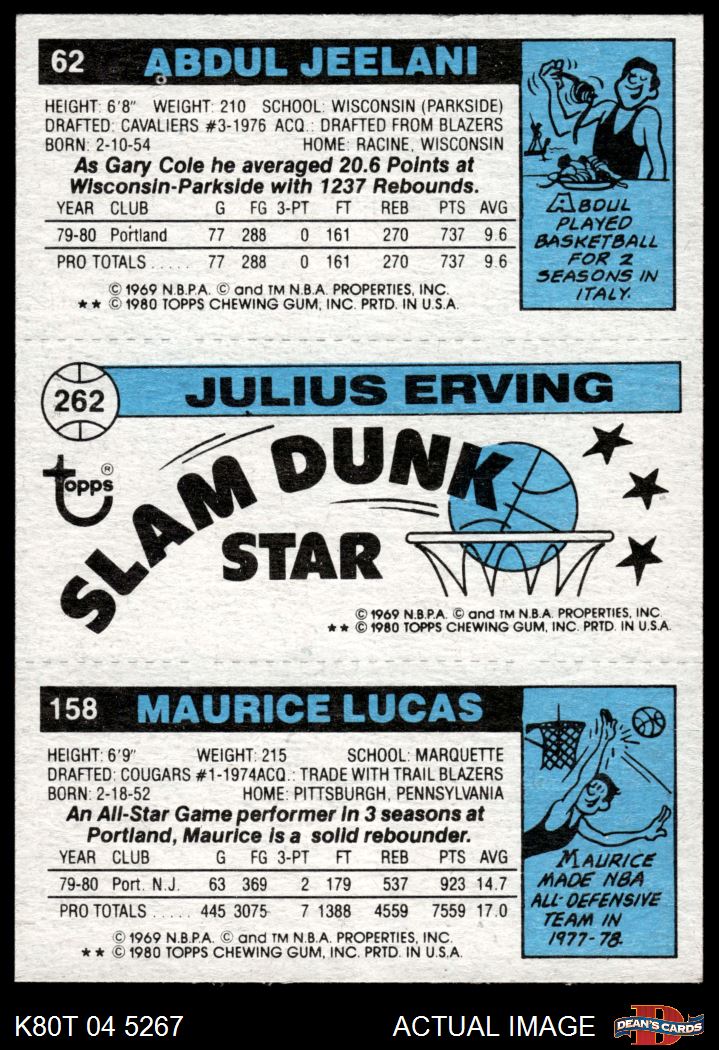 62 ABDUL JEELANI
HEIGHT: 6'8" WEIGHT: 210 SCHOOL: WISCONSIN (PARKSIDE)
DRAFTED: CAVALIERS #3-1976 ACQ.: DRAFTED FROM BLAZERS
BORN: 2-10-54 HOME: RACINE, WISCONSIN
As Gary Cole he averaged 20.6 Points at
Wisconsin-Parkside with 1237 Rebounds.
YEAR CLUB G FG 3-PT FT REB PTS AVG
79-80 Portland 77 288 0 161 270 737 9.6
PRO TOTALS ..... 77 288 0 161 270 737 9.6
© 1969 N.B.P.A. © and TM N.B.A. PROPERTIES, INC.
★ ★ © 1980 TOPPS CHEWING GUM, INC. PRTD. IN U.S.A.
ABDUL
PLAYED
BASKETBALL
FOR 2
SEASONS IN
ITALY.
262 JULIUS ERVING
Topps®
SLAM DUNK
STAR
© 1969 N.B.P.A. © and TM N.B.A. PROPERTIES, INC.
★ ★ © 1980 TOPPS CHEWING GUM, INC. PRTD. IN U.S.A.
158 MAURICE LUCAS
HEIGHT: 6'9" WEIGHT: 215 SCHOOL: MARQUETTE
DRAFTED: COUGARS #1-1974ACQ.: TRADE WITH TRAIL BLAZERS
BORN: 2-18-52 HOME: PITTSBURGH, PENNSYLVANIA
An All-Star Game performer in 3 seasons at
Portland, Maurice is a solid rebounder.
YEAR CLUB G FG 3-PT FT REB PTS AVG
79-80 Port. N.J. 63 369 2 179 537 923 14.7
PRO TOTALS ..... 445 3075 7 1388 4559 7559 17.0
© 1969 N.B.P.A. © and TM N.B.A. PROPERTIES, INC.
★ ★ © 1980 TOPPS CHEWING GUM, INC. PRTD. IN U.S.A.
MAURICE
MADE NBA
ALL-DEFENSIVE
TEAM IN
1977-78.
K80T 04 5267 ACTUAL IMAGE DEAN'S CARDS